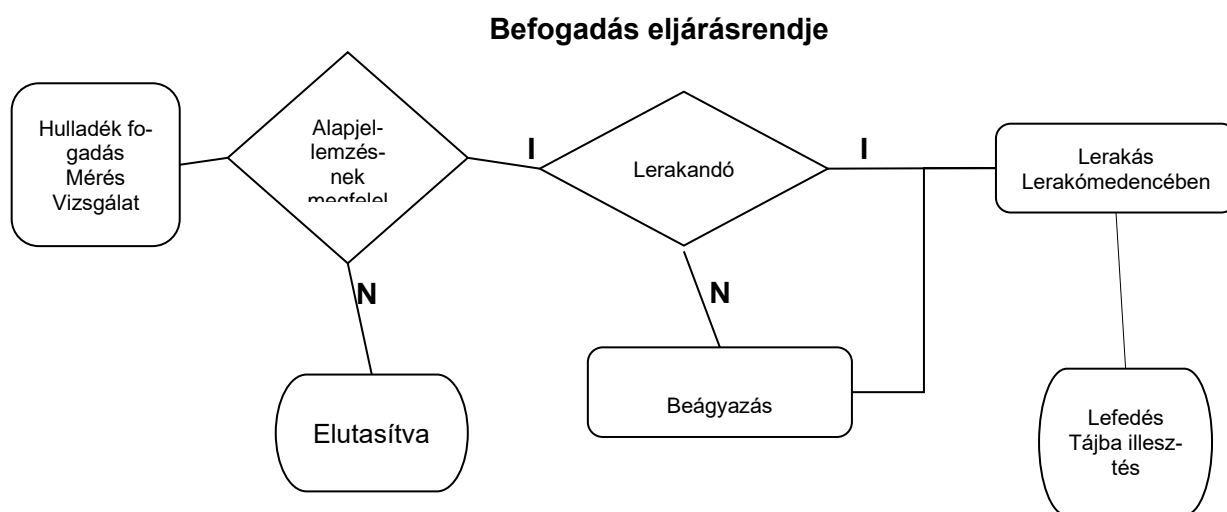 Befogadás eljárásrendje
Hulladék fo-
gadás
Mérés
Vizsgálat
Alapjel-
lemzés-
nek
megfelel
I
Lerakandó
I
Lerakás
Lerakómedencében
N
Elutasítva
N
Beágyazás
Lefedés
Tájba illesz-
tés